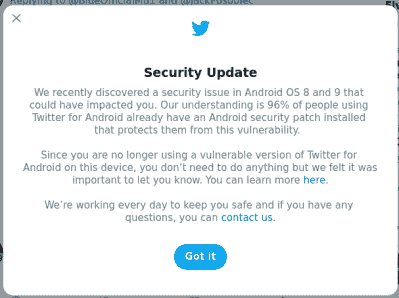 Replying to @BlueOfficialMu1 and
Security Update
We recently discovered a security issue in Android OS 8 and 9 that
could have impacted you. Our understanding is 96% of people using
Twitter for Android already have an Android security patch installed
that protects them from this vulnerability.
Since you are no longer using a vulnerable version of Twitter for
Android on this device, you don’t need to do anything but we felt it was
important to let you know. You can learn more here.
We’re working every day to keep you safe and if you have any
questions, you can contact us.
Got it